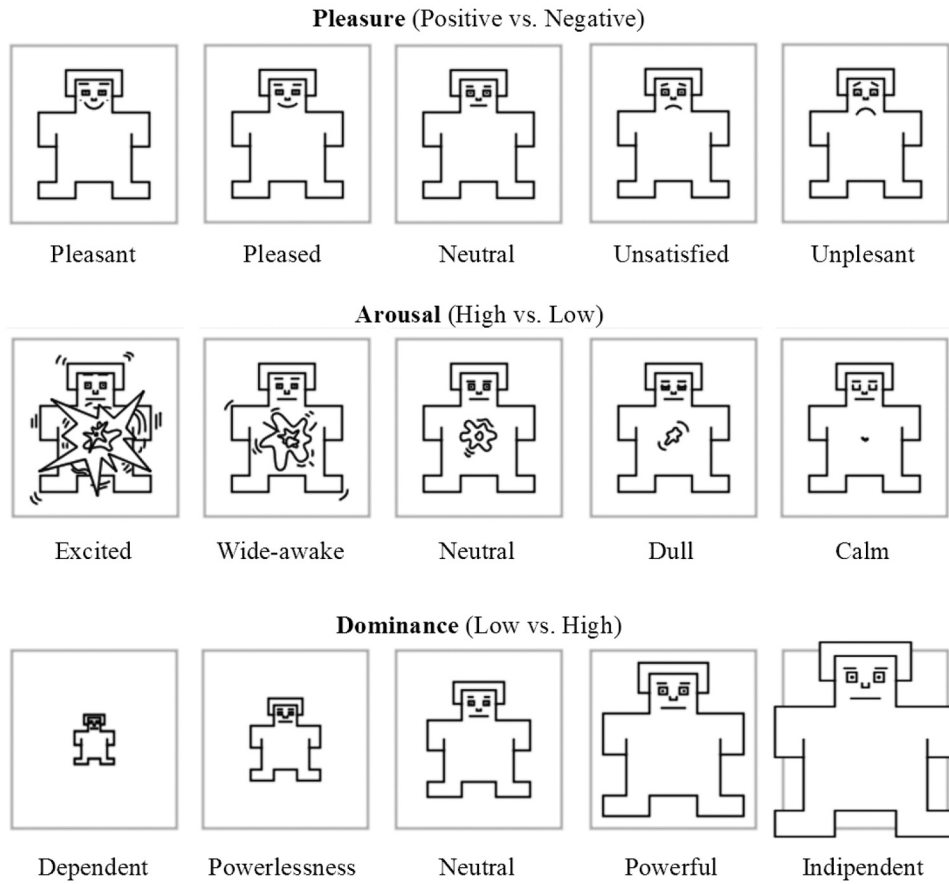 Pleasure (Positive vs. Negative)
Pleasant Pleased Neutral Unsatisfied Unplesant
Arousal (High vs. Low)
Excited Wide-awake Neutral Dull Calm
Dominance (Low vs. High)
Dependent Powerlessness Neutral Powerful Indipendent